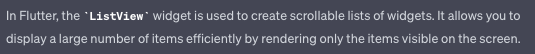 In Flutter, the `ListView` widget is used to create scrollable lists of widgets. It allows you to
display a large number of items efficiently by rendering only the items visible on the screen.